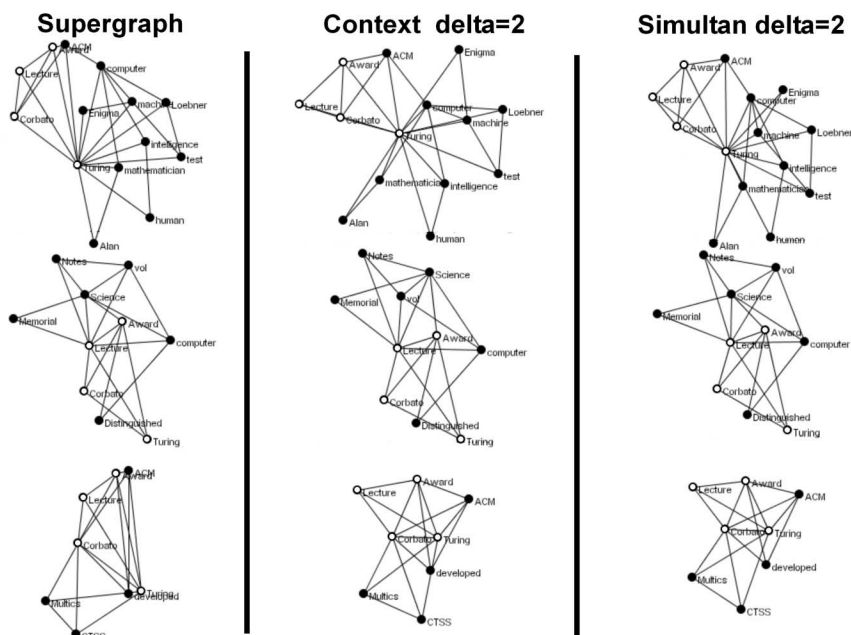 Supergraph
Context delta=2
Simultan delta=2
ACM
Award
Lecture
computer
Corbato
Enigma
machine
Loebner
intelligence
test
Turing
mathematician
human
Alan
Notes
vol
Science
Memorial
Award
Lecture
computer
Corbato
Distinguished
Turing
ACM
Award
Lecture
Corbato
Turing
developed
Multics
CTSS
Enigma
ACM
Award
Lecture
Corbato
computer
Loebner
machine
Turing
mathematician
intelligence
test
Alan
human
Notes
Science
Memorial
vol
Award
Lecture
computer
Corbato
Distinguished
Turing
Award
Lecture
ACM
Corbato
Turing
developed
Multics
CTSS
ACM
Award
Enigma
Lecture
computer
Corbato
machine
Loebner
Turing
intelligence
mathematician
test
human
Alan
Notes
vol
Science
Memorial
Award
Lecture
computer
Corbato
Distinguished
Turing
Award
Lecture
ACM
Corbato
Turing
developed
Multics
CTSS